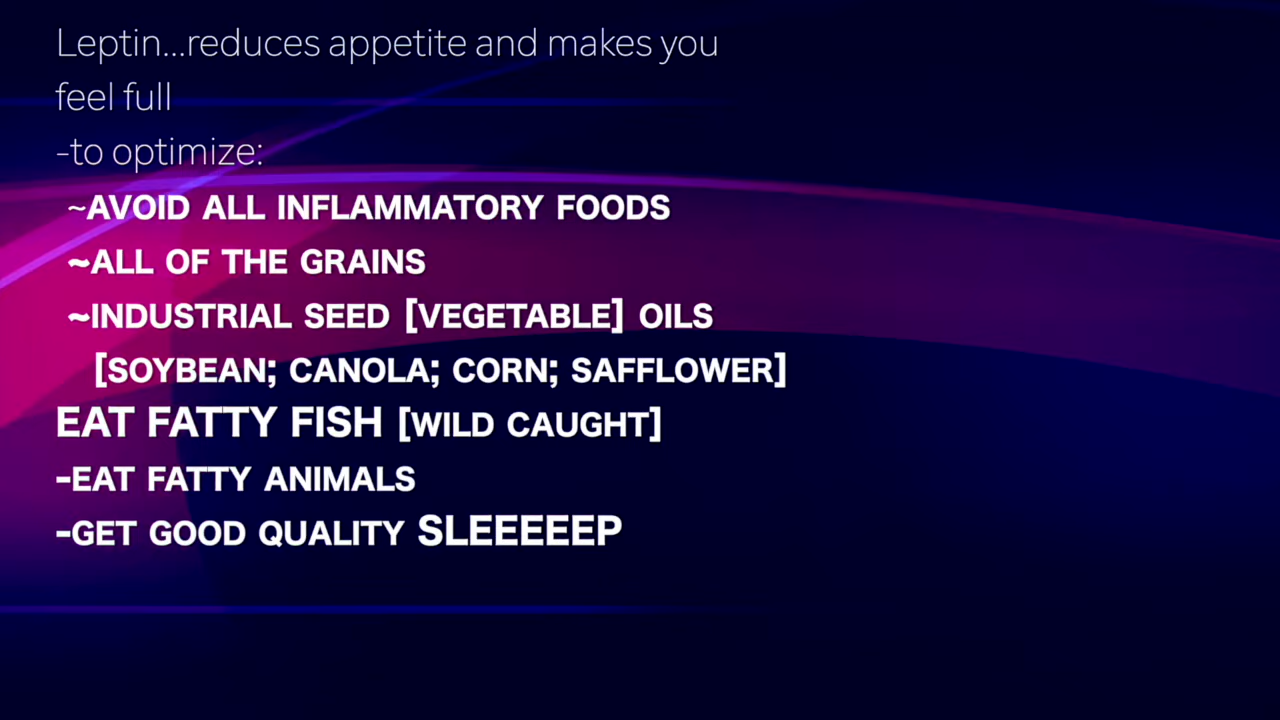 Leptin...reduces appetite and makes you
feel full
-to optimize:
~AVOID ALL INFLAMMATORY FOODS
~ALL OF THE GRAINS
~INDUSTRIAL SEED [VEGETABLE] OILS
[SOYBEAN; CANOLA; CORN; SAFFLOWER]
EAT FATTY FISH [WILD CAUGHT]
-EAT FATTY ANIMALS
-GET GOOD QUALITY SLEEEEEP